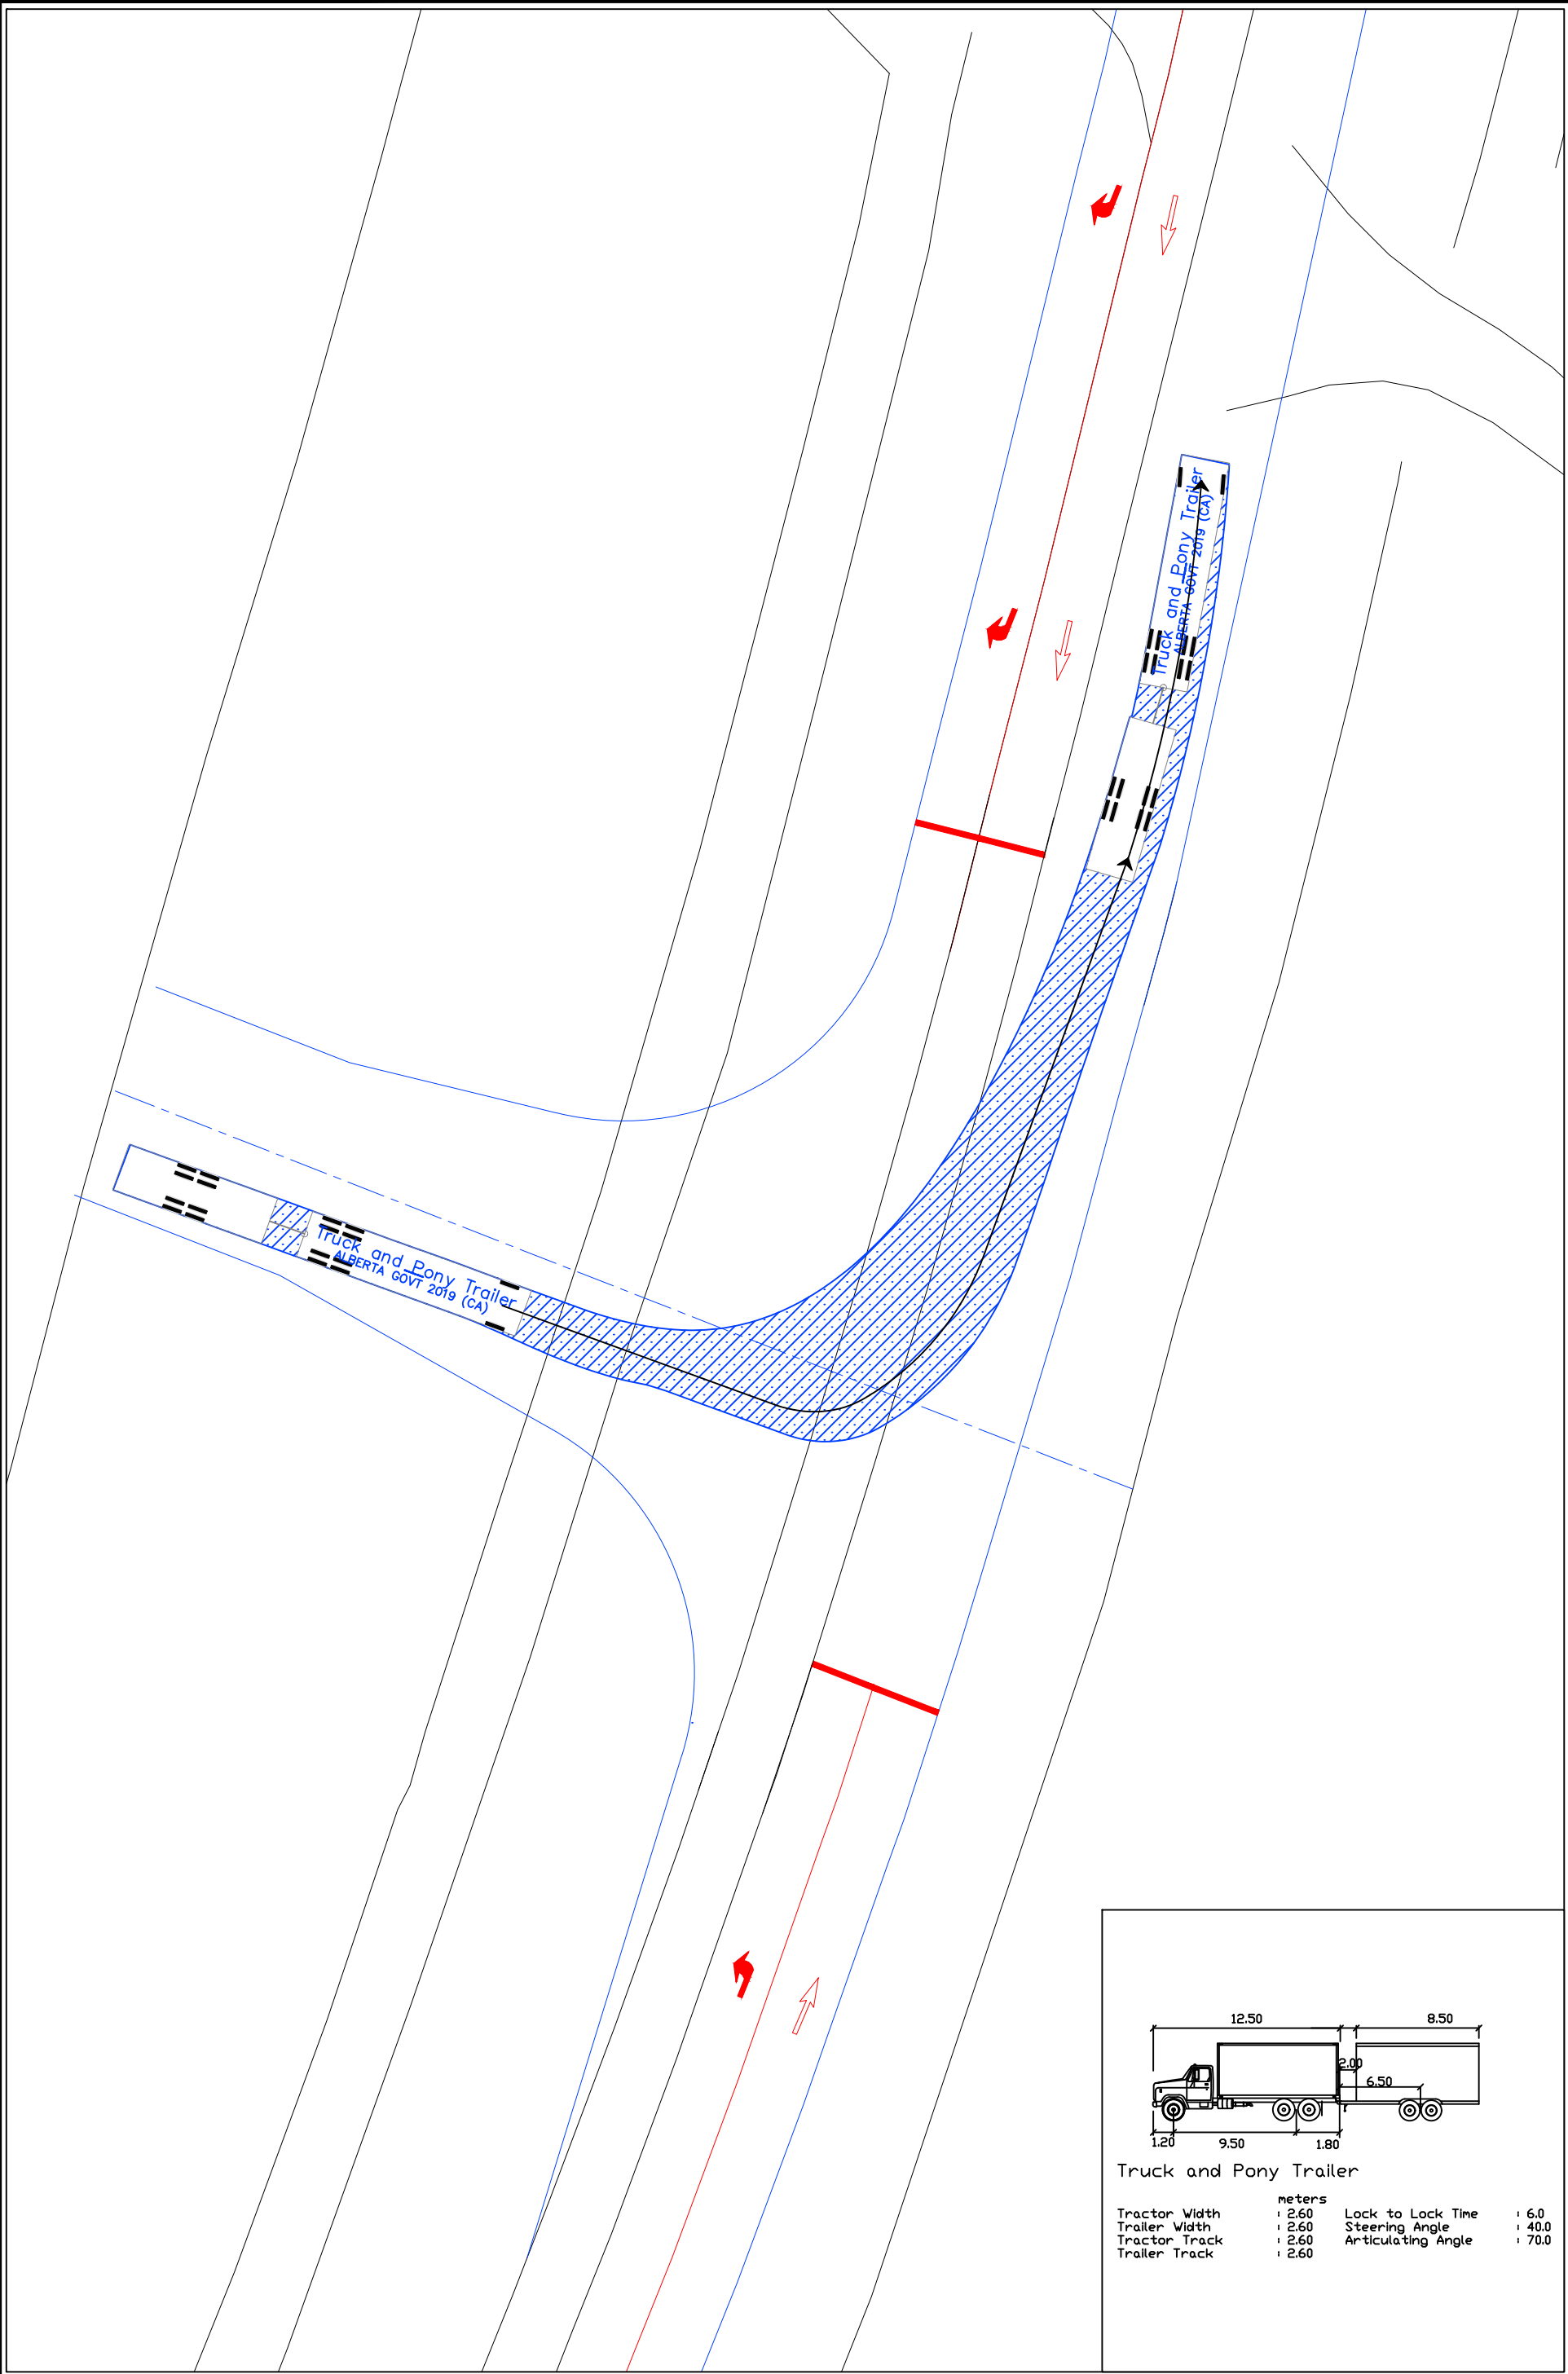 Truck and Pony Trailer
ALBERTA GOVT 2019 (CA)
Truck and Pony Trailer
ALBERTA GOVT 2019 (CA)
12.50 8.50
2.00
6.50
1.20 9.50 1.80
Truck and Pony Trailer
meters
Tractor Width : 2.60 Lock to Lock Time : 6.0
Trailer Width : 2.60 Steering Angle : 40.0
Tractor Track : 2.60 Articulating Angle : 70.0
Trailer Track : 2.60